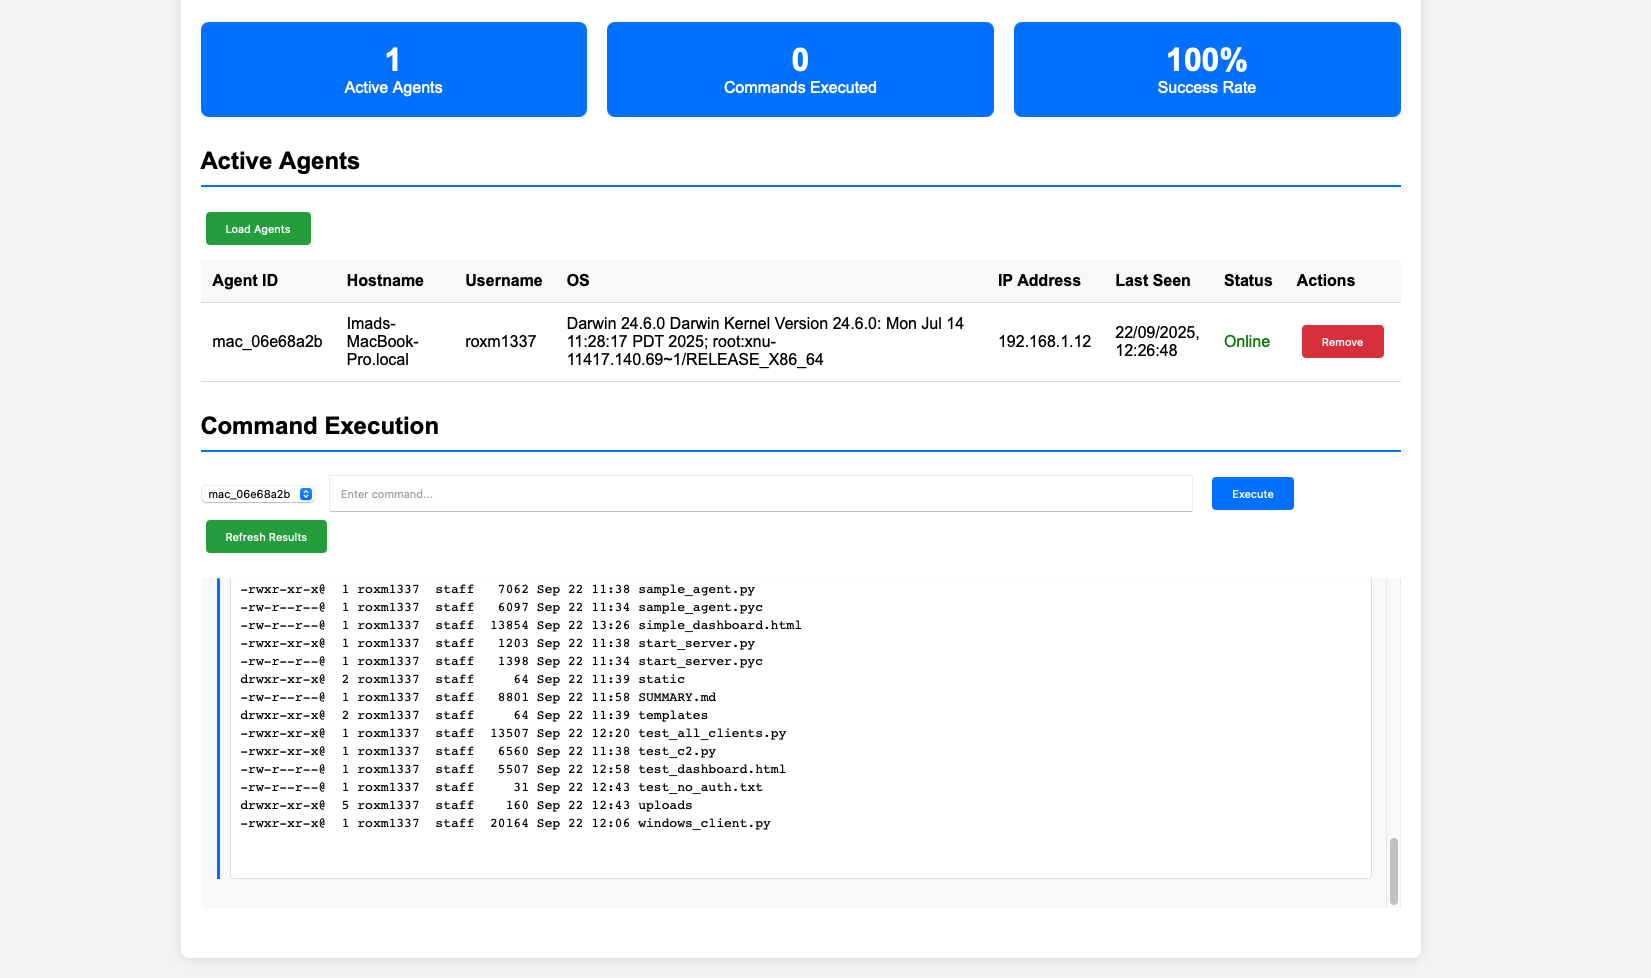 1
Active Agents
0
Commands Executed
100%
Success Rate
Active Agents
Load Agents
Agent ID Hostname Username OS IP Address Last Seen Status Actions
mac_06e68a2b
Imads-
MacBook-
Pro.local
roxm1337
Darwin 24.6.0 Darwin Kernel Version 24.6.0: Mon Jul 14
11:28:17 PDT 2025; root:xnu-
11417.140.69~1/RELEASE_X86_64
192.168.1.12
22/09/2025,
12:26:48
Online
Remove
Command Execution
mac_06e68a2b
Enter command...
Execute
Refresh Results
-rwxr-xr-x@  1 roxm1337  staff   7062 Sep 22 11:38 sample_agent.py
-rw-r--r--@  1 roxm1337  staff   6097 Sep 22 11:34 sample_agent.pyc
-rw-r--r--@  1 roxm1337  staff  13854 Sep 22 13:26 simple_dashboard.html
-rwxr-xr-x@  1 roxm1337  staff   1203 Sep 22 11:38 start_server.py
-rw-r--r--@  1 roxm1337  staff   1398 Sep 22 11:34 start_server.pyc
drwxr-xr-x@  2 roxm1337  staff     64 Sep 22 11:39 static
-rw-r--r--@  1 roxm1337  staff   8801 Sep 22 11:58 SUMMARY.md
drwxr-xr-x@  2 roxm1337  staff     64 Sep 22 11:39 templates
-rwxr-xr-x@  1 roxm1337  staff  13507 Sep 22 12:20 test_all_clients.py
-rwxr-xr-x@  1 roxm1337  staff   6560 Sep 22 11:38 test_c2.py
-rw-r--r--@  1 roxm1337  staff   5507 Sep 22 12:58 test_dashboard.html
-rw-r--r--@  1 roxm1337  staff     31 Sep 22 12:43 test_no_auth.txt
drwxr-xr-x@  5 roxm1337  staff    160 Sep 22 12:43 uploads
-rwxr-xr-x@  1 roxm1337  staff  20164 Sep 22 12:06 windows_client.py